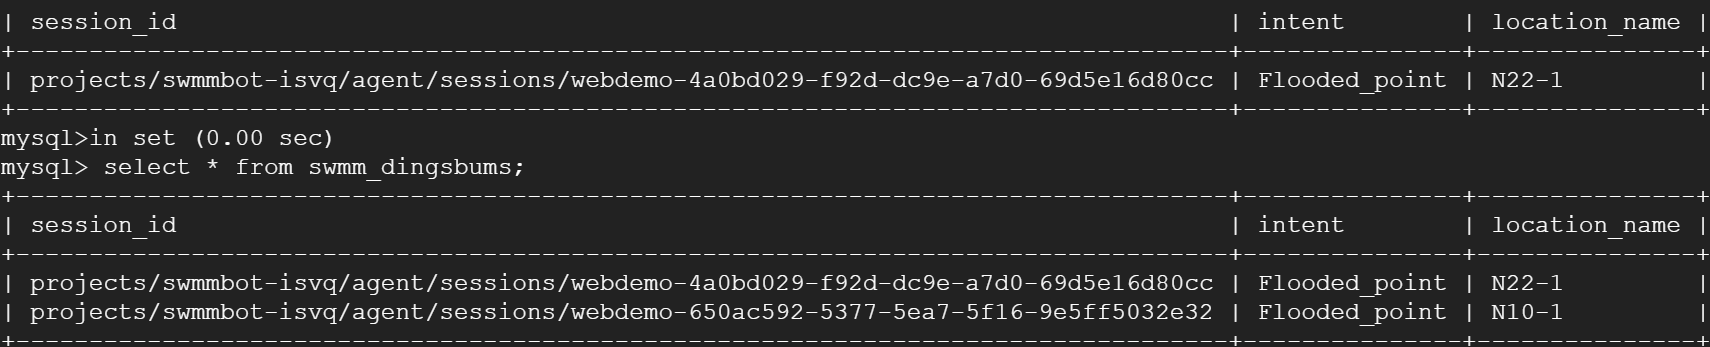 | session_id | intent | location_name |
+-----------------------------------------------------------------------------------+---------------+---------------+
| projects/swmmbot-isvq/agent/sessions/webdemo-4a0bd029-f92d-dc9e-a7d0-69d5e16d80cc | Flooded_point | N22-1 |
+-----------------------------------------------------------------------------------+---------------+---------------+
mysql>in set (0.00 sec)
mysql> select * from swmm_dingsbums;
+-----------------------------------------------------------------------------------+---------------+---------------+
| session_id | intent | location_name |
+-----------------------------------------------------------------------------------+---------------+---------------+
| projects/swmmbot-isvq/agent/sessions/webdemo-4a0bd029-f92d-dc9e-a7d0-69d5e16d80cc | Flooded_point | N22-1 |
| projects/swmmbot-isvq/agent/sessions/webdemo-650ac592-5377-5ea7-5f16-9e5ff5032e32 | Flooded_point | N10-1 |
+-----------------------------------------------------------------------------------+---------------+---------------+